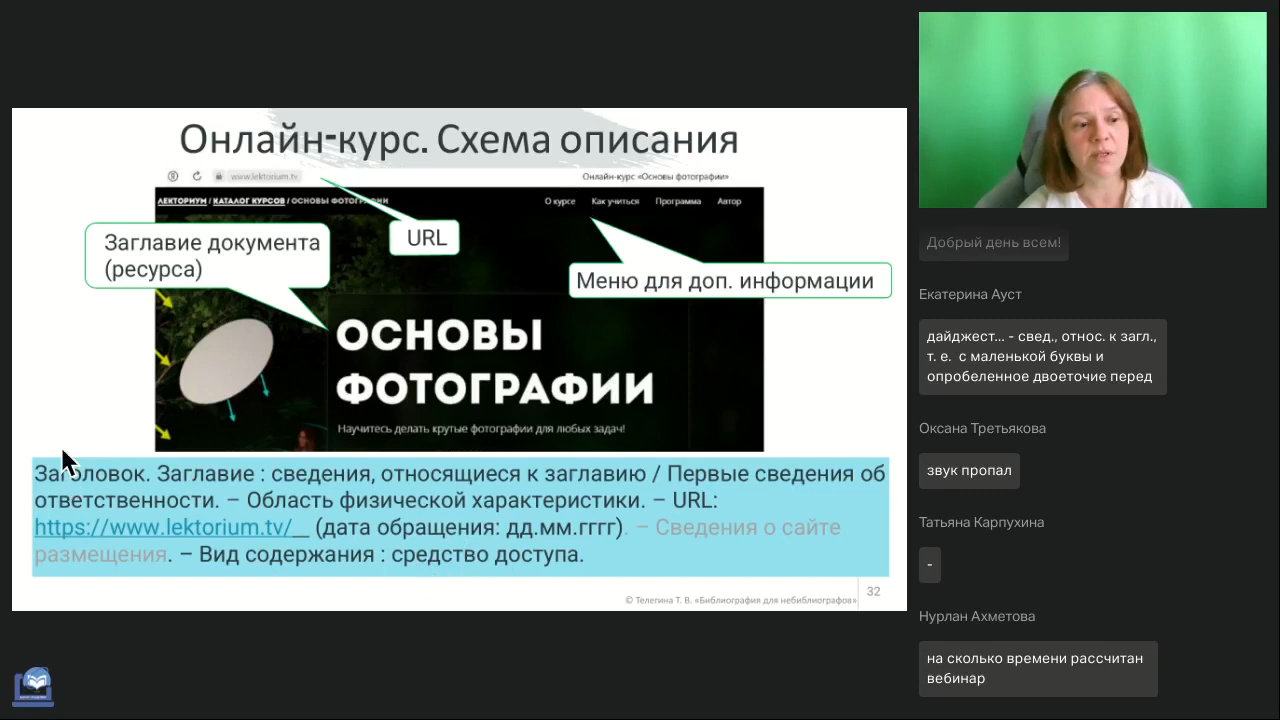 Онлайн-курс. Схема описания
www.lektorium.tv
Онлайн-курс «Основы фотографии»
ЛЕКТОРИУМ / КАТАЛОГ КУРСОВ / ОСНОВЫ ФОТОГРАФИИ
О курсе Как учиться Программа Автор
Заглавие документа
(ресурса)
URL
Меню для доп. информации
ОСНОВЫ
ФОТОГРАФИИ
Научитесь делать крутые фотографии для любых задач!
Заголовок. Заглавие : сведения, относящиеся к заглавию / Первые сведения об
ответственности. – Область физической характеристики. – URL:
https://www.lektorium.tv/__ (дата обращения: дд.мм.гггг). – Сведения о сайте
размещения. – Вид содержания : средство доступа.
32
© Телегина Т. В. «Библиография для небиблиографов»
Добрый день всем!
Екатерина Ауст
дайджест... - свед., относ. к загл.,
т. е. с маленькой буквы и
опробеленное двоеточие перед
Оксана Третьякова
звук пропал
Татьяна Карпухина
-
Нурлан Ахметова
на сколько времени рассчитан
вебинар